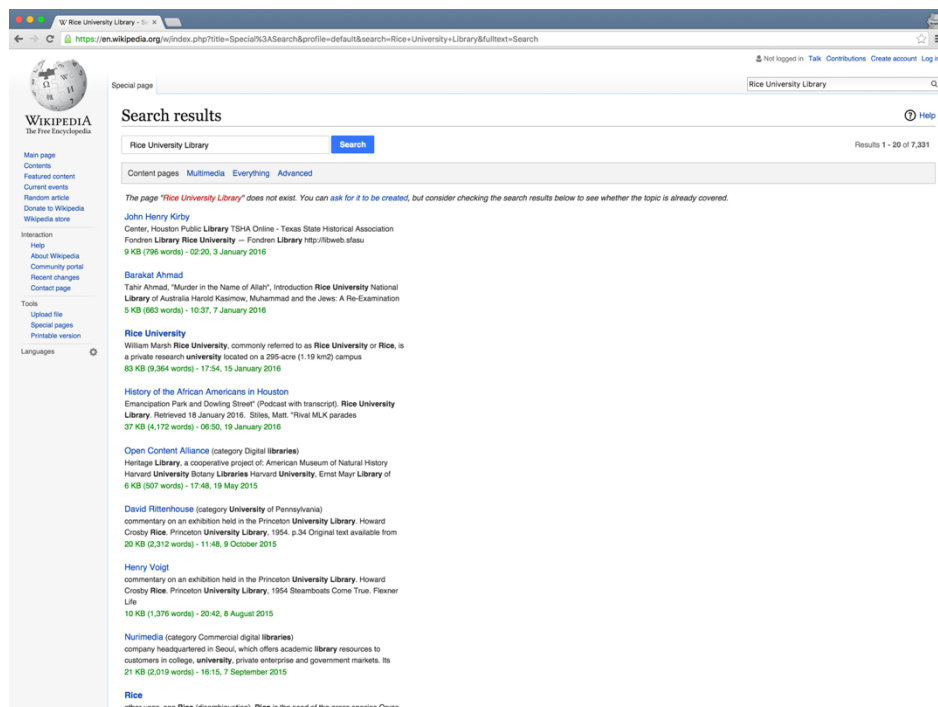 W Rice University Library - Se
https://en.wikipedia.org/w/index.php?title=Special%3ASearch&profile=default&search=Rice+University+Library&fulltext=Search
Not logged in Talk Contributions Create account Log in
Special page
Rice University Library
WIKIPEDIA
The Free Encyclopedia
Main page
Contents
Featured content
Current events
Random article
Donate to Wikipedia
Wikipedia store
Interaction
Help
About Wikipedia
Community portal
Recent changes
Contact page
Tools
Upload file
Special pages
Printable version
Languages
Search results
Help
Rice University Library
Search
Results 1 - 20 of 7,331
Content pages Multimedia Everything Advanced
The page "Rice University Library" does not exist. You can ask for it to be created, but consider checking the search results below to see whether the topic is already covered.
John Henry Kirby
Center, Houston Public Library TSHA Online - Texas State Historical Association
Fondren Library Rice University — Fondren Library http://libweb.sfasu
9 KB (796 words) - 02:20, 3 January 2016
Barakat Ahmad
Tahir Ahmad, "Murder in the Name of Allah", Introduction Rice University National
Library of Australia Harold Kasimow, Muhammad and the Jews: A Re-Examination
5 KB (663 words) - 10:37, 7 January 2016
Rice University
William Marsh Rice University, commonly referred to as Rice University or Rice, is
a private research university located on a 295-acre (1.19 km2) campus
83 KB (9,364 words) - 17:54, 15 January 2016
History of the African Americans in Houston
Emancipation Park and Dowling Street" (Podcast with transcript). Rice University
Library. Retrieved 18 January 2016. Stiles, Matt. "Rival MLK parades
37 KB (4,172 words) - 06:50, 19 January 2016
Open Content Alliance (category Digital libraries)
Heritage Library, a cooperative project of: American Museum of Natural History
Harvard University Botany Libraries Harvard University, Ernst Mayr Library of
6 KB (507 words) - 17:48, 19 May 2015
David Rittenhouse (category University of Pennsylvania)
commentary on an exhibition held in the Princeton University Library. Howard
Crosby Rice. Princeton University Library, 1954. p.34 Original text available from
20 KB (2,312 words) - 11:48, 9 October 2015
Henry Voigt
commentary on an exhibition held in the Princeton University Library. Howard
Crosby Rice. Princeton University Library, 1954 Steamboats Come True. Flexner
Life
10 KB (1,376 words) - 20:42, 8 August 2015
Nurimedia (category Commercial digital libraries)
company headquartered in Seoul, which offers academic library resources to
customers in college, university, private enterprise and government markets. Its
21 KB (2,019 words) - 16:15, 7 September 2015
Rice